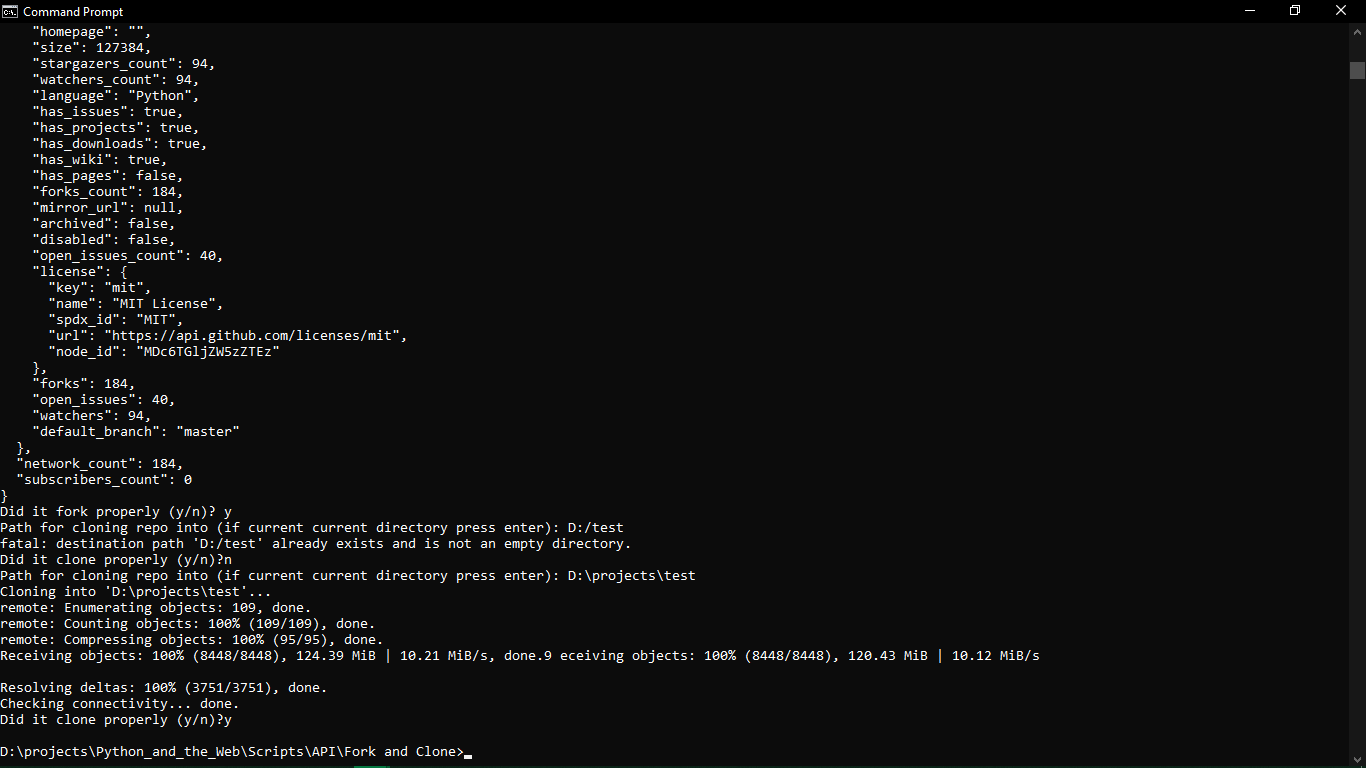 Command Prompt
"homepage": "",
"size": 127384,
"stargazers_count": 94,
"watchers_count": 94,
"language": "Python",
"has_issues": true,
"has_projects": true,
"has_downloads": true,
"has_wiki": true,
"has_pages": false,
"forks_count": 184,
"mirror_url": null,
"archived": false,
"disabled": false,
"open_issues_count": 40,
"license": {
"key": "mit",
"name": "MIT License",
"spdx_id": "MIT",
"url": "https://api.github.com/licenses/mit",
"node_id": "MDc6TGljZW5zZTEz"
},
"forks": 184,
"open_issues": 40,
"watchers": 94,
"default_branch": "master"
},
"network_count": 184,
"subscribers_count": 0
}
Did it fork properly (y/n)? y
Path for cloning repo into (if current current directory press enter): D:/test
fatal: destination path 'D:/test' already exists and is not an empty directory.
Did it clone properly (y/n)?n
Path for cloning repo into (if current current directory press enter): D:\projects\test
Cloning into 'D:\projects\test'...
remote: Enumerating objects: 109, done.
remote: Counting objects: 100% (109/109), done.
remote: Compressing objects: 100% (95/95), done.
Receiving objects: 100% (8448/8448), 124.39 MiB | 10.21 MiB/s, done.9 eceiving objects: 100% (8448/8448), 120.43 MiB | 10.12 MiB/s
Resolving deltas: 100% (3751/3751), done.
Checking connectivity... done.
Did it clone properly (y/n)?y
D:\projects\Python_and_the_Web\Scripts\API\Fork and Clone>_